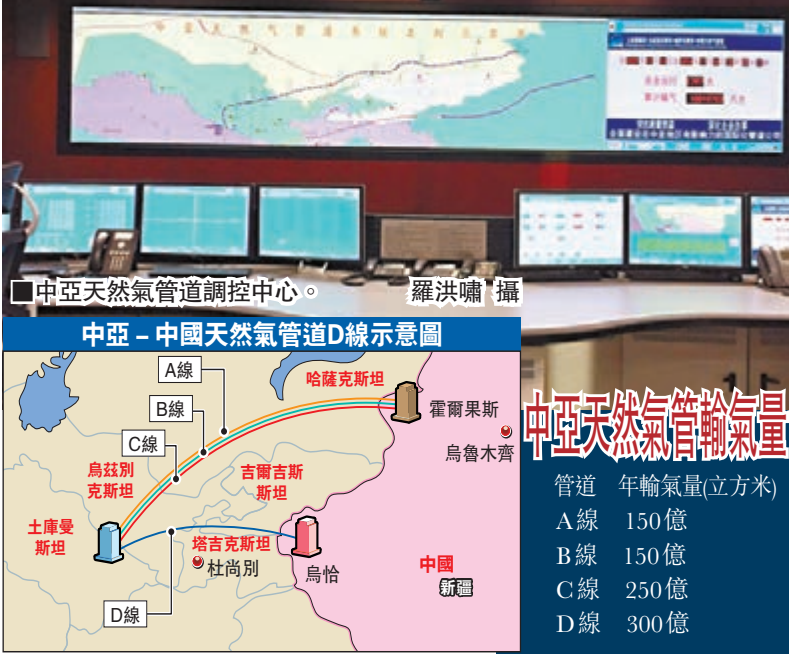 ■中亞天然氣管道調控中心。 羅洪嘯 攝
中亞－中國天然氣管道D線示意圖
A線
哈薩克斯坦
B線
霍爾果斯
C線
烏魯木齊
烏茲別
克斯坦
吉爾吉斯
斯坦
土庫曼
斯坦
塔吉克斯坦
杜尚別
烏恰
中國
新疆
D線
中亞天然氣管輸氣量
管道 年輸氣量(立方米)
A線 150億
B線 150億
C線 250億
D線 300億